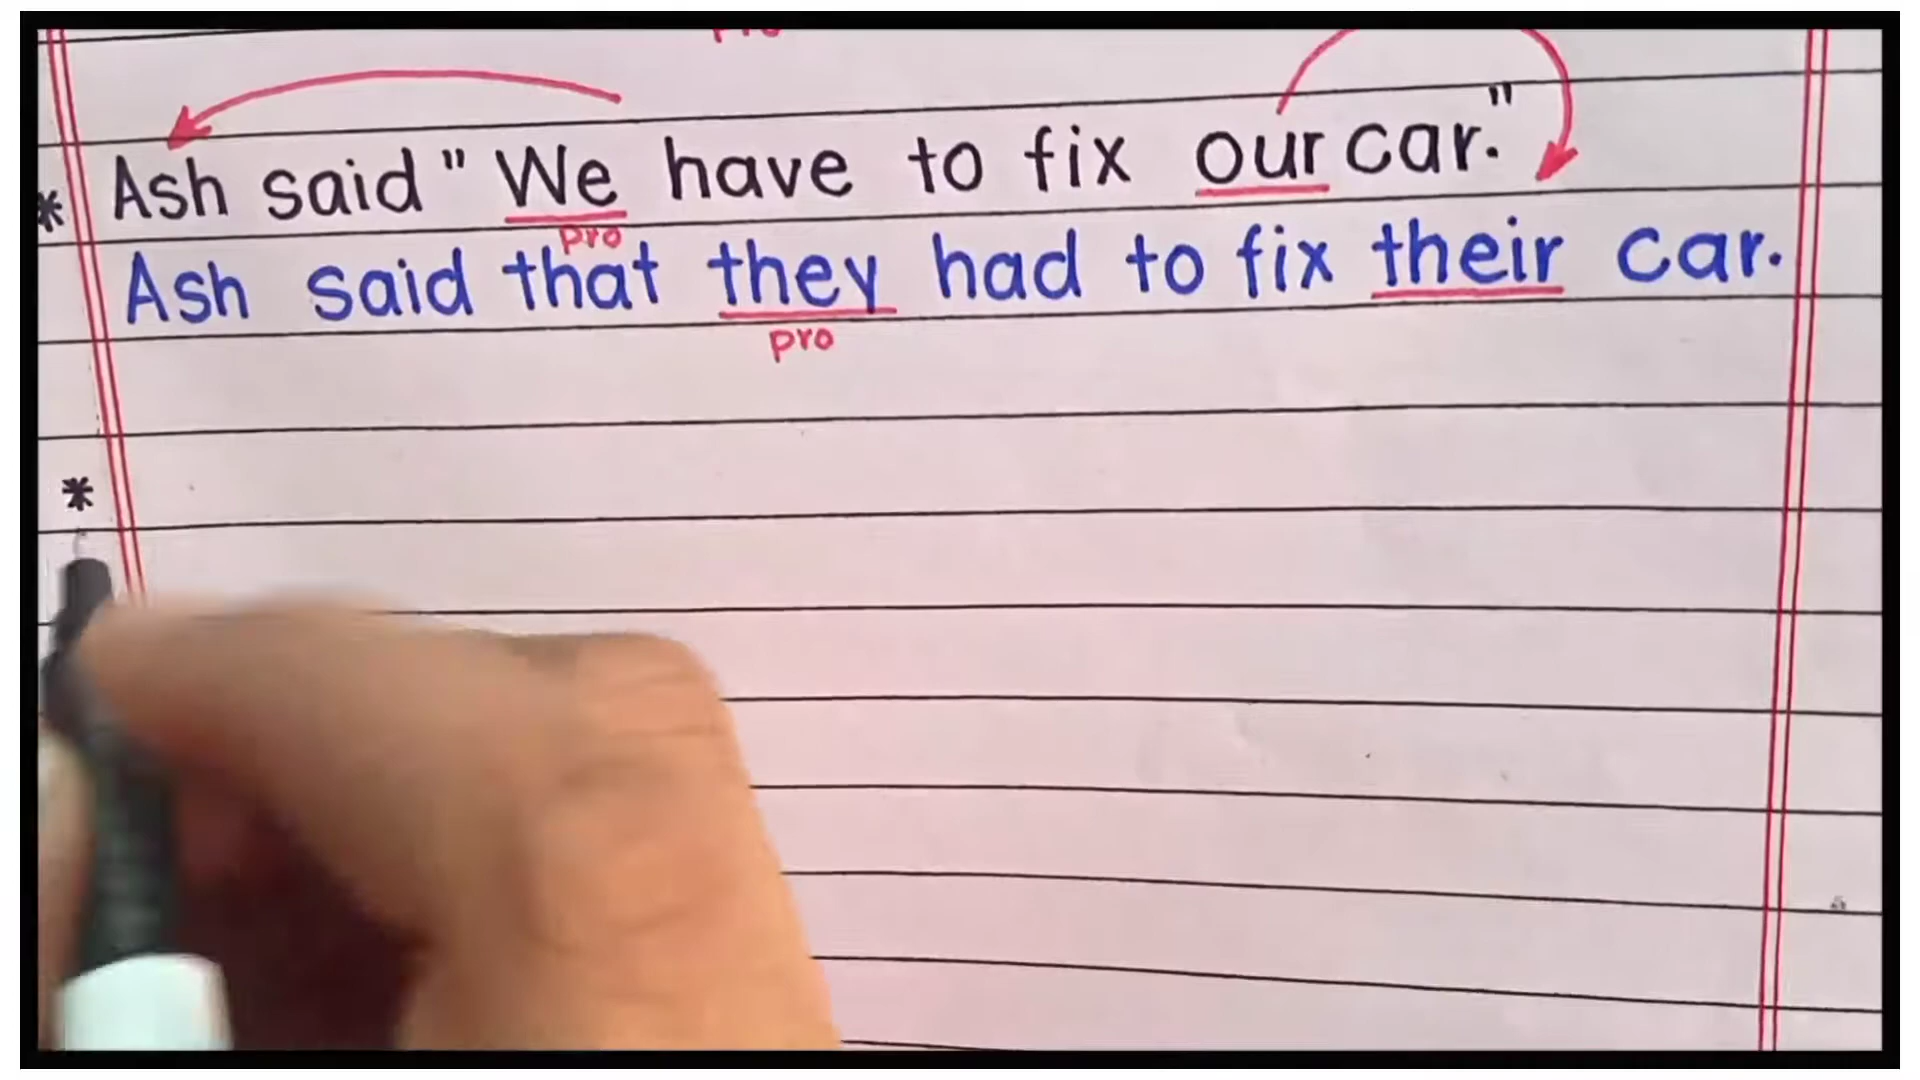 * Ash said " We have to fix our car."
pro
Ash said that they had to fix their car.
pro
*